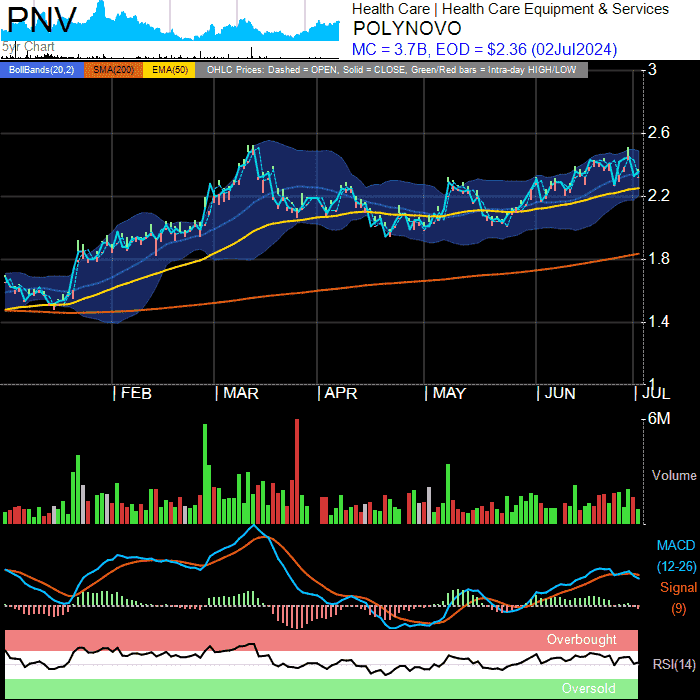 PNV
5yr Chart
Health Care | Health Care Equipment & Services
POLYNOVO
MC = 3.7B, EOD = $2.36 (02Jul2024)
BollBands(20,2) SMA(200) EMA(50) OHLC Prices: Dashed = OPEN, Solid = CLOSE, Green/Red bars = Intra-day HIGH/LOW
3
2.6
2.2
1.8
1.4
1
FEB MAR APR MAY JUN JUL
6M
Volume
MACD
(12-26)
Signal
(9)
Overbought
RSI(14)
Oversold